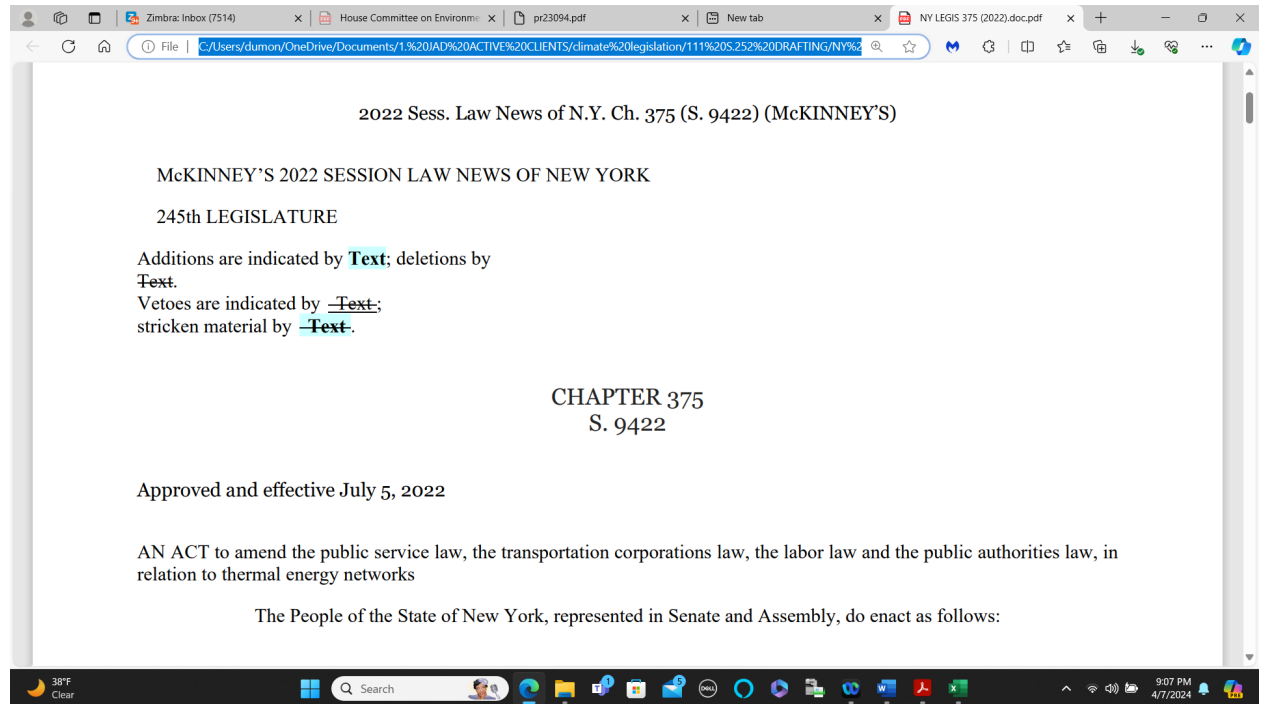 Zimbra: Inbox (7514)
House Committee on Environme
pr23094.pdf
New tab
NY LEGIS 375 (2022).doc.pdf
File
C:/Users/dumon/OneDrive/Documents/1.%20JAD%20ACTIVE%20CLIENTS/climate%20legislation/111%20S.252%20DRAFTING/NY%2
2022 Sess. Law News of N.Y. Ch. 375 (S. 9422) (McKINNEY'S)
McKINNEY'S 2022 SESSION LAW NEWS OF NEW YORK
245th LEGISLATURE
Additions are indicated by Text; deletions by
Text.
Vetoes are indicated by Text;
stricken material by Text.
CHAPTER 375
S. 9422
Approved and effective July 5, 2022
AN ACT to amend the public service law, the transportation corporations law, the labor law and the public authorities law, in
relation to thermal energy networks
The People of the State of New York, represented in Senate and Assembly, do enact as follows:
38°F
Clear
Search
1
5
DELL
9:07 PM
4/7/2024
PRE